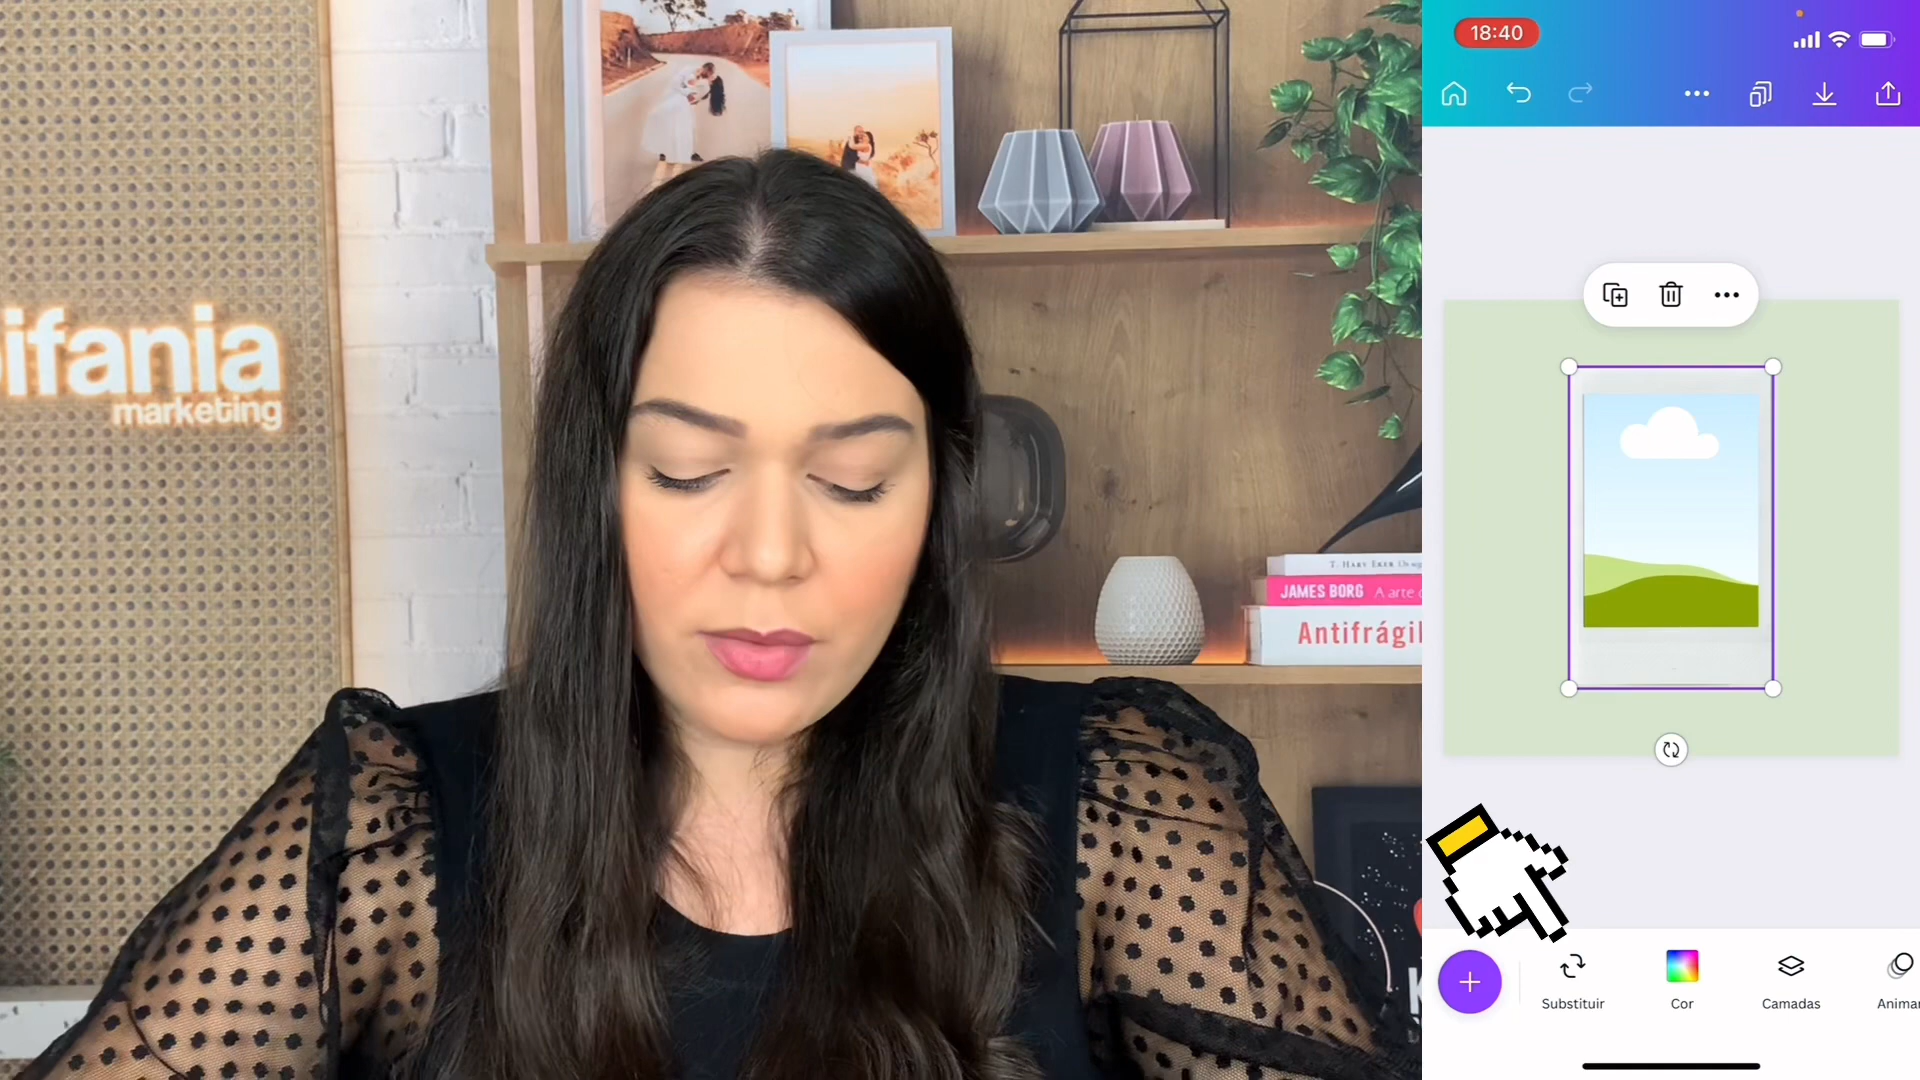 ifania
marketing
T. HARV EKER
JAMES BORG A arte
Antifrágil
18:40
Substituir
Cor
Camadas
Animar